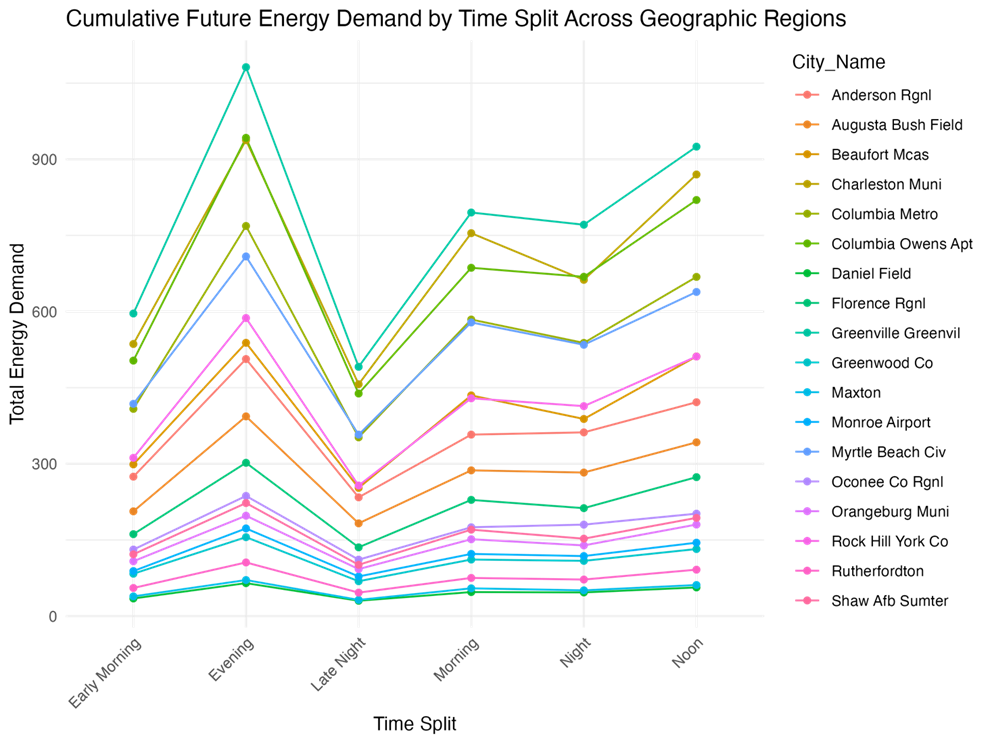 Cumulative Future Energy Demand by Time Split Across Geographic Regions
Total Energy Demand
900
600
300
0
Early Morning
Evening
Late Night
Morning
Night
Noon
Time Split
City_Name
Anderson Rgnl
Augusta Bush Field
Beaufort Mcas
Charleston Muni
Columbia Metro
Columbia Owens Apt
Daniel Field
Florence Rgnl
Greenville Greenvil
Greenwood Co
Maxton
Monroe Airport
Myrtle Beach Civ
Oconee Co Rgnl
Orangeburg Muni
Rock Hill York Co
Rutherfordton
Shaw Afb Sumter